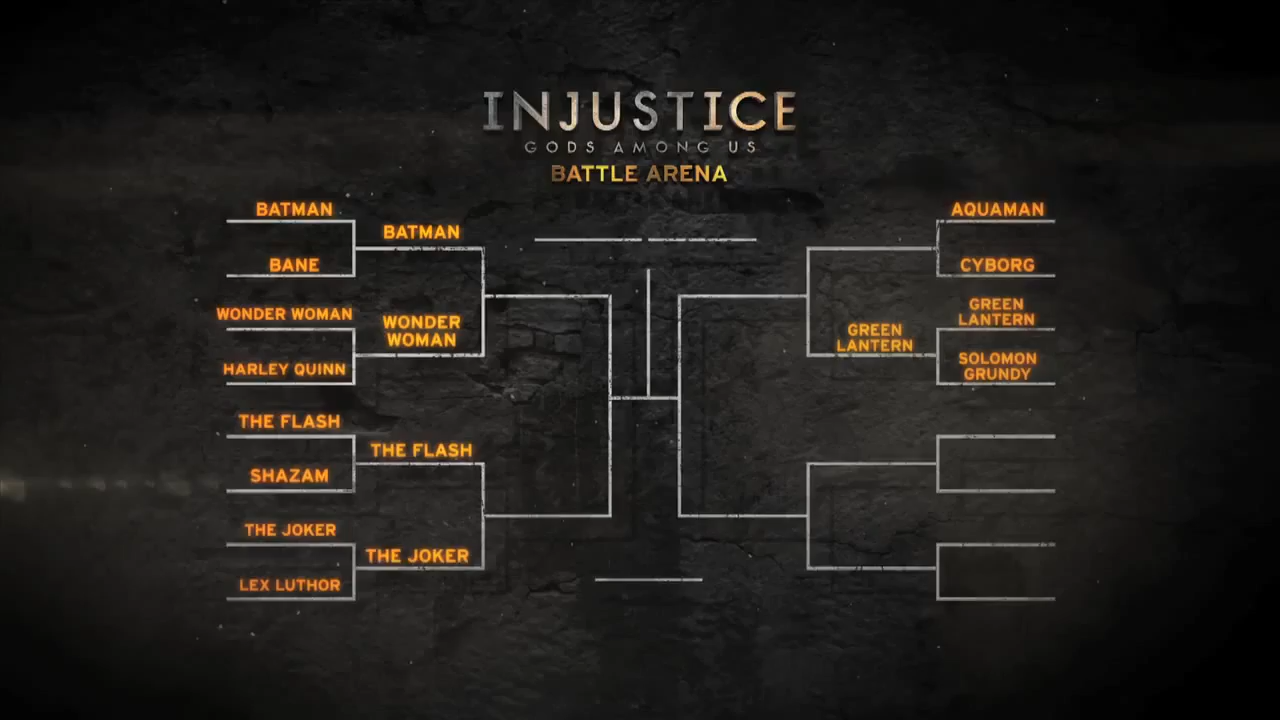 INJUSTICE
GODS AMONG US
BATTLE ARENA
BATMAN
BANE
WONDER WOMAN
HARLEY QUINN
THE FLASH
SHAZAM
THE JOKER
LEX LUTHOR
BATMAN
WONDER
WOMAN
THE FLASH
THE JOKER
GREEN
LANTERN
AQUAMAN
CYBORG
GREEN
LANTERN
SOLOMON
GRUNDY